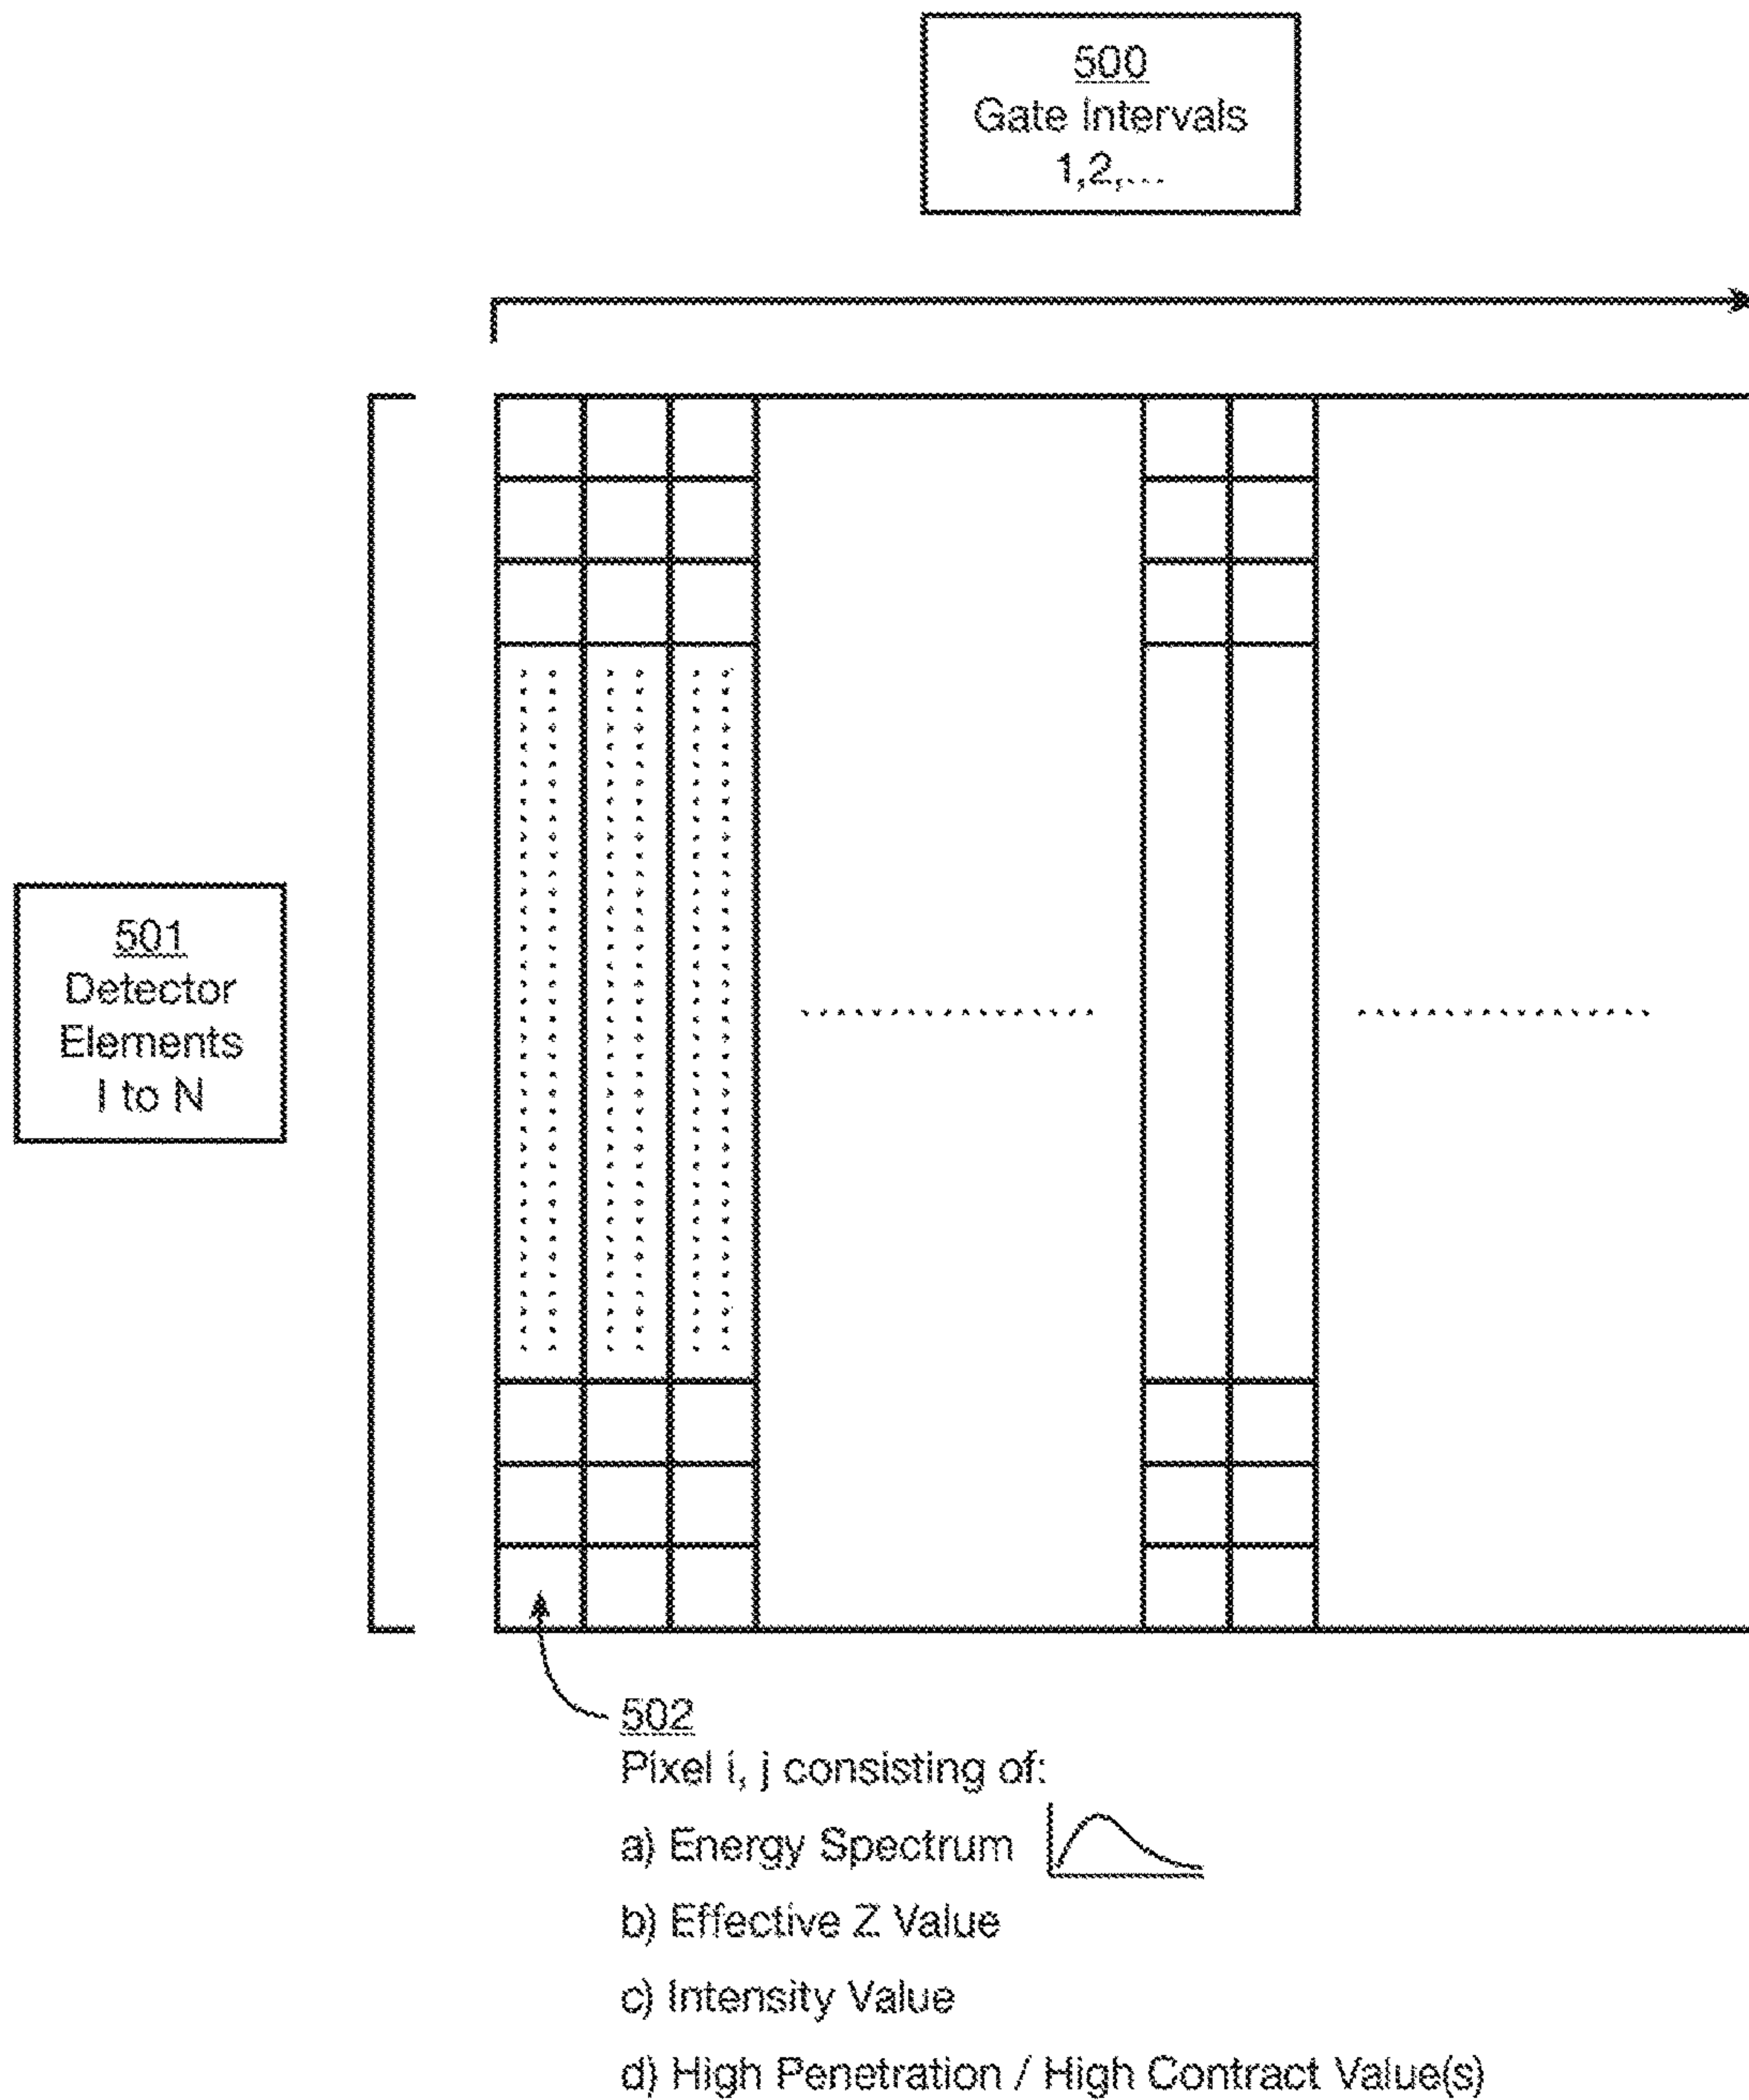 500
Gate Intervals
1,2,...
501
Detector
Elements
I to N
502
Pixel i, j consisting of:
a) Energy Spectrum
b) Effective Z Value
c) Intensity Value
d) High Penetration / High Contract Value(s)